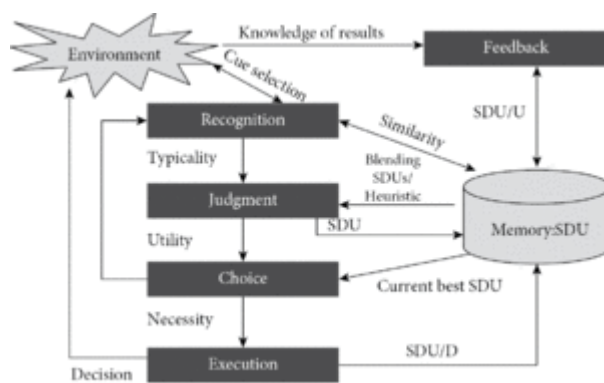 Environment
Knowledge of results
Feedback
Cue selection
Recognition
Similarity
SDU/U
Typicality
Blending
SDUs/
Heuristic
Judgment
SDU
Memory:SDU
Utility
Choice
Current best SDU
Necessity
Execution
SDU/D
Decision